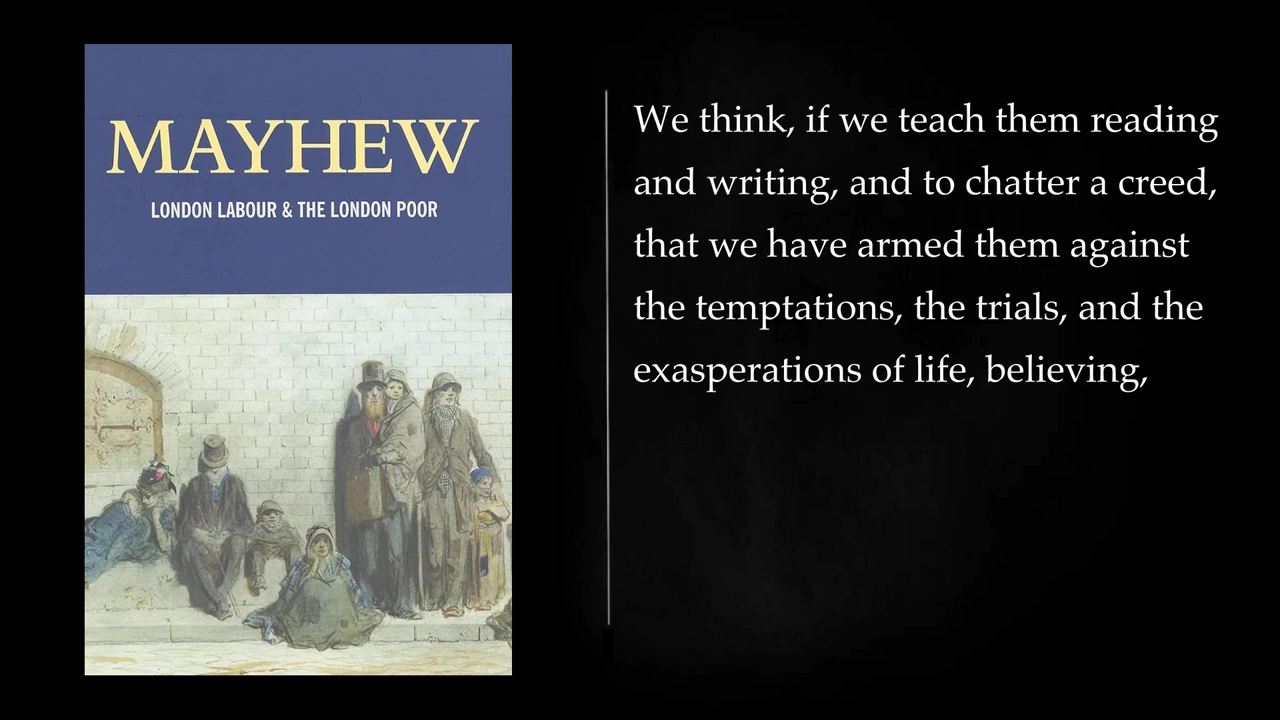 MAYHEW
LONDON LABOUR & THE LONDON POOR
We think, if we teach them reading
and writing, and to chatter a creed,
that we have armed them against
the temptations, the trials, and the
exasperations of life, believing,